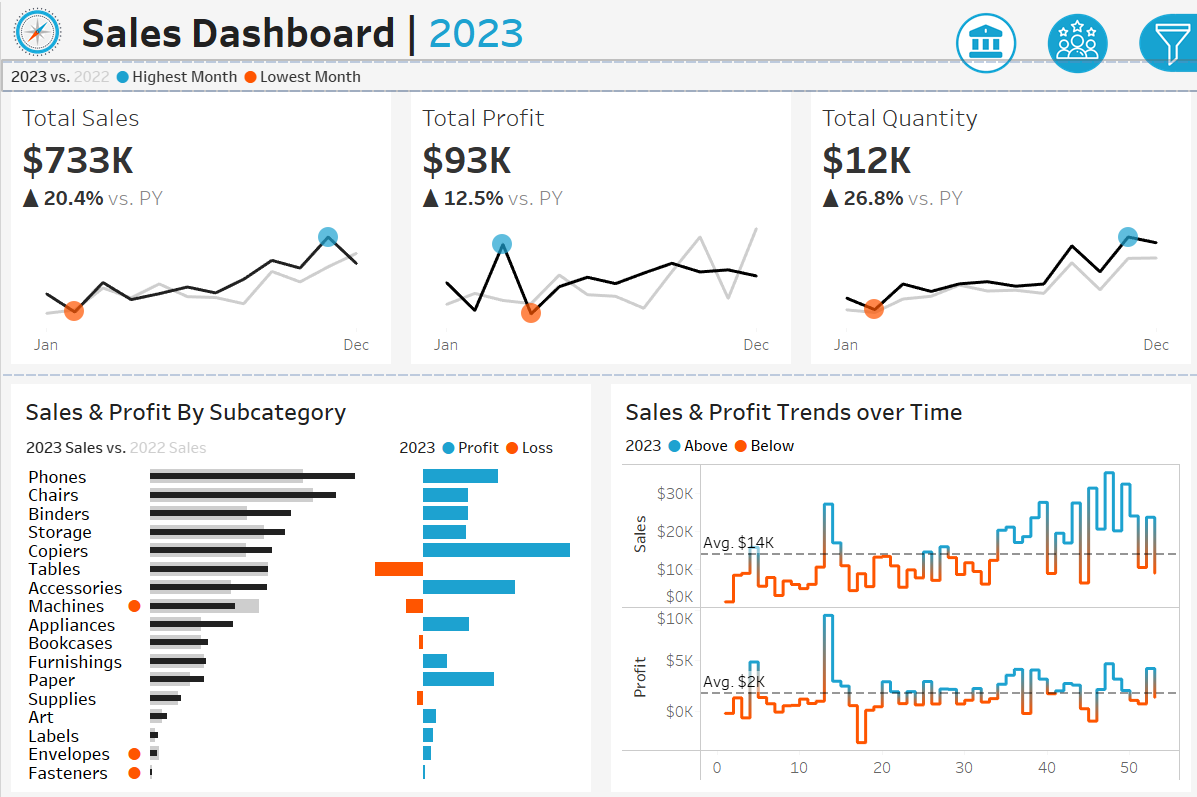 Sales Dashboard | 2023
2023 vs. 2022 Highest Month Lowest Month
Total Sales
$733K
▲ 20.4% vs. PY
Jan Dec
Total Profit
$93K
▲ 12.5% vs. PY
Jan Dec
Total Quantity
$12K
▲ 26.8% vs. PY
Jan Dec
Sales & Profit By Subcategory
2023 Sales vs. 2022 Sales
2023 Profit Loss
Phones
Chairs
Binders
Storage
Copiers
Tables
Accessories
Machines
Appliances
Bookcases
Furnishings
Paper
Supplies
Art
Labels
Envelopes
Fasteners
Sales & Profit Trends over Time
2023 Above Below
Sales
$30K
$20K
$10K
$0K
Avg. $14K
Profit
$10K
$5K
$0K
Avg. $2K
0 10 20 30 40 50